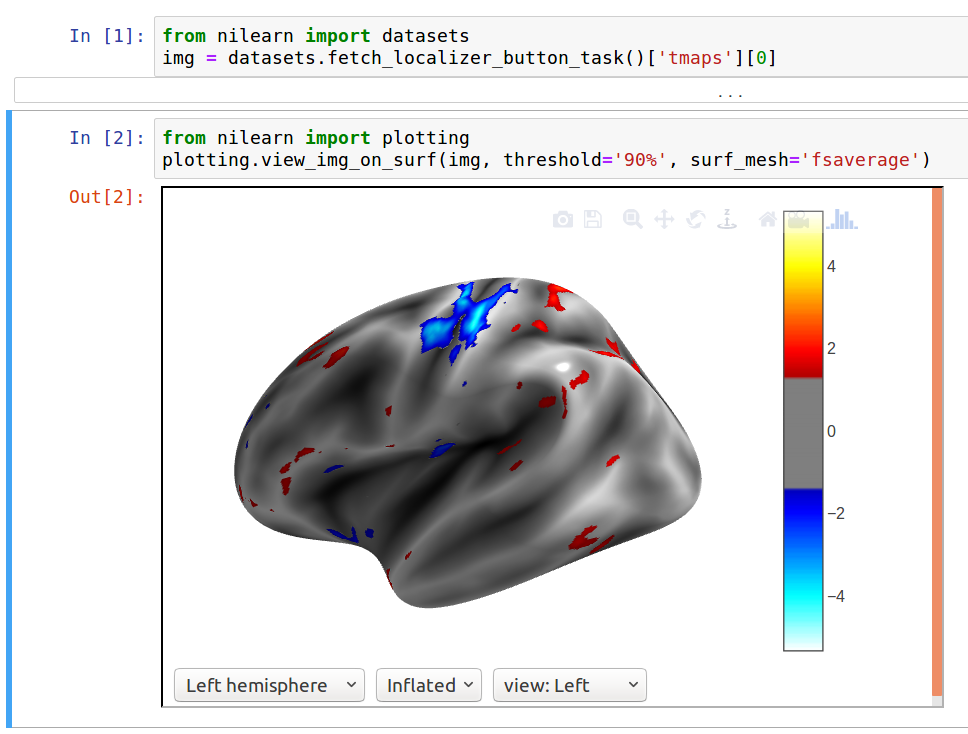 In [1]:
from nilearn import datasets
img = datasets.fetch_localizer_button_task()['tmaps'][0]
...
In [2]:
from nilearn import plotting
plotting.view_img_on_surf(img, threshold='90%', surf_mesh='fsaverage')
Out[2]:
z
4
2
0
−2
−4
Left hemisphere
Inflated
view: Left